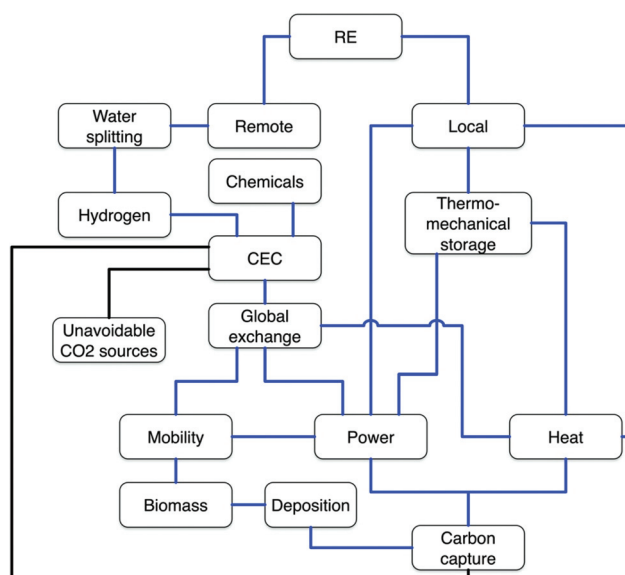 RE
Water
splitting
Remote
Local
Chemicals
Hydrogen
Thermo-
mechanical
storage
CEC
Global
exchange
Unavoidable
CO2 sources
Mobility
Power
Heat
Biomass
Deposition
Carbon
capture